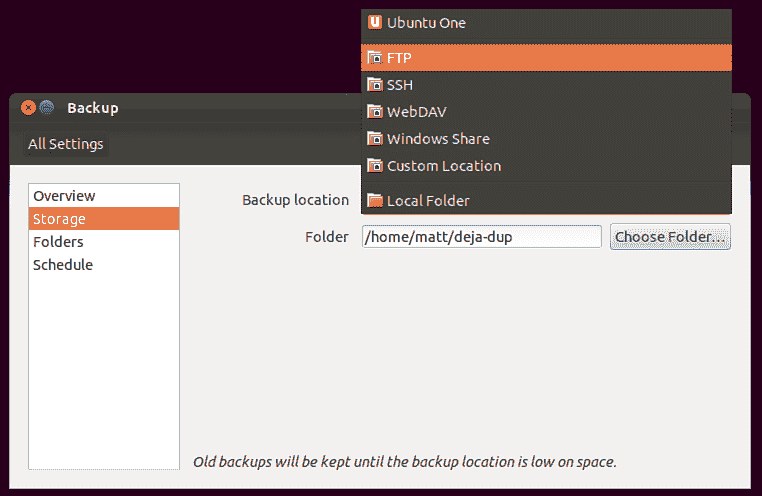 Ubuntu One
FTP
SSH
WebDAV
Windows Share
Custom Location
Local Folder
Backup
All Settings
Overview
Storage
Folders
Schedule
Backup location
Folder
/home/matt/deja-dup
Choose Folder...
Old backups will be kept until the backup location is low on space.